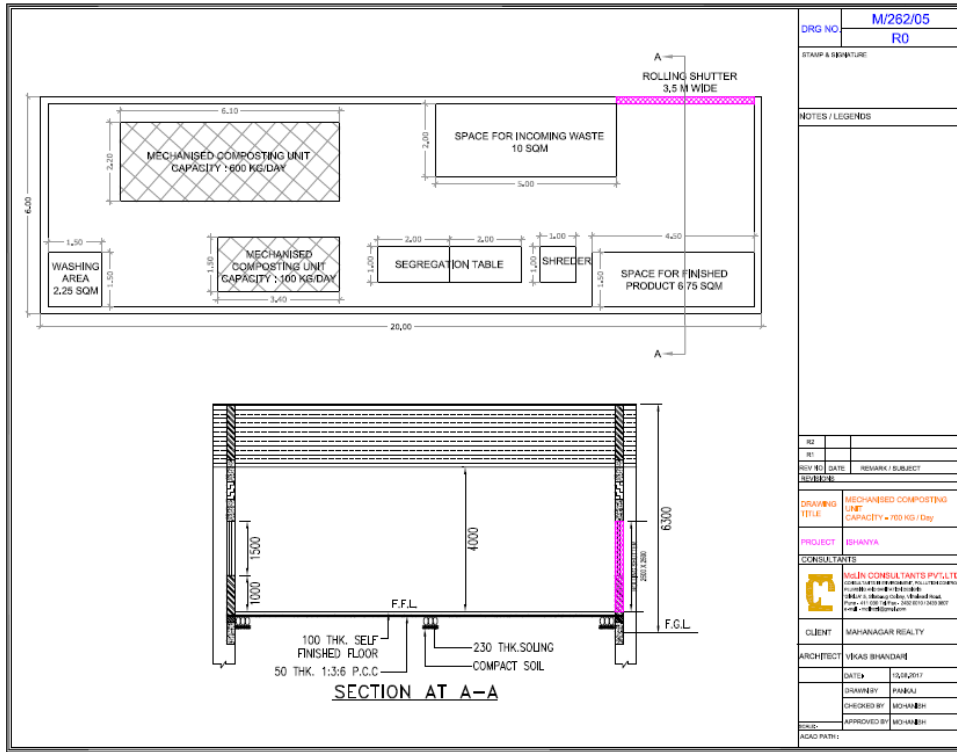 DRG NO.
M/262/05
R0
STAMP & SIGNATURE
NOTES / LEGENDS
A
ROLLING SHUTTER
3.5 M WIDE
6.10
2.20
MECHANISED COMPOSTING UNIT
CAPACITY : 600 KG/DAY
2.00
SPACE FOR INCOMING WASTE
10 SQM
5.00
6.00
1.50
WASHING
AREA
2.25 SQM
1.50
1.50
MECHANISED
COMPOSTING UNIT
CAPACITY : 100 KG/DAY
3.40
2.00
2.00
1.00
SEGREGATION TABLE
1.00
1.00
SHREDER
4.50
1.50
SPACE FOR FINISHED
PRODUCT 6.75 SQM
20.00
A
1500
1000
4000
6300
F.F.L.
F.G.L.
100 THK. SELF
FINISHED FLOOR
50 THK. 1:3:6 P.C.C
230 THK.SOLING
COMPACT SOIL
SECTION AT A-A
R2
R1
REV NO DATE REMARK / SUBJECT
REVISIONS
DRAWING
TITLE
MECHANISED COMPOSTING
UNIT
CAPACITY = 700 KG / Day
PROJECT ISHANYA
CONSULTANTS
McLIN CONSULTANTS PVT.LTD
CLIENT MAHANAGAR REALTY
ARCHITECT VIKAS BHANDARI
DATE: 12.08.2017
DRAWN BY PANKAJ
CHECKED BY MOHANISH
APPROVED BY MOHANISH
SCALE:-
ACAD PATH :